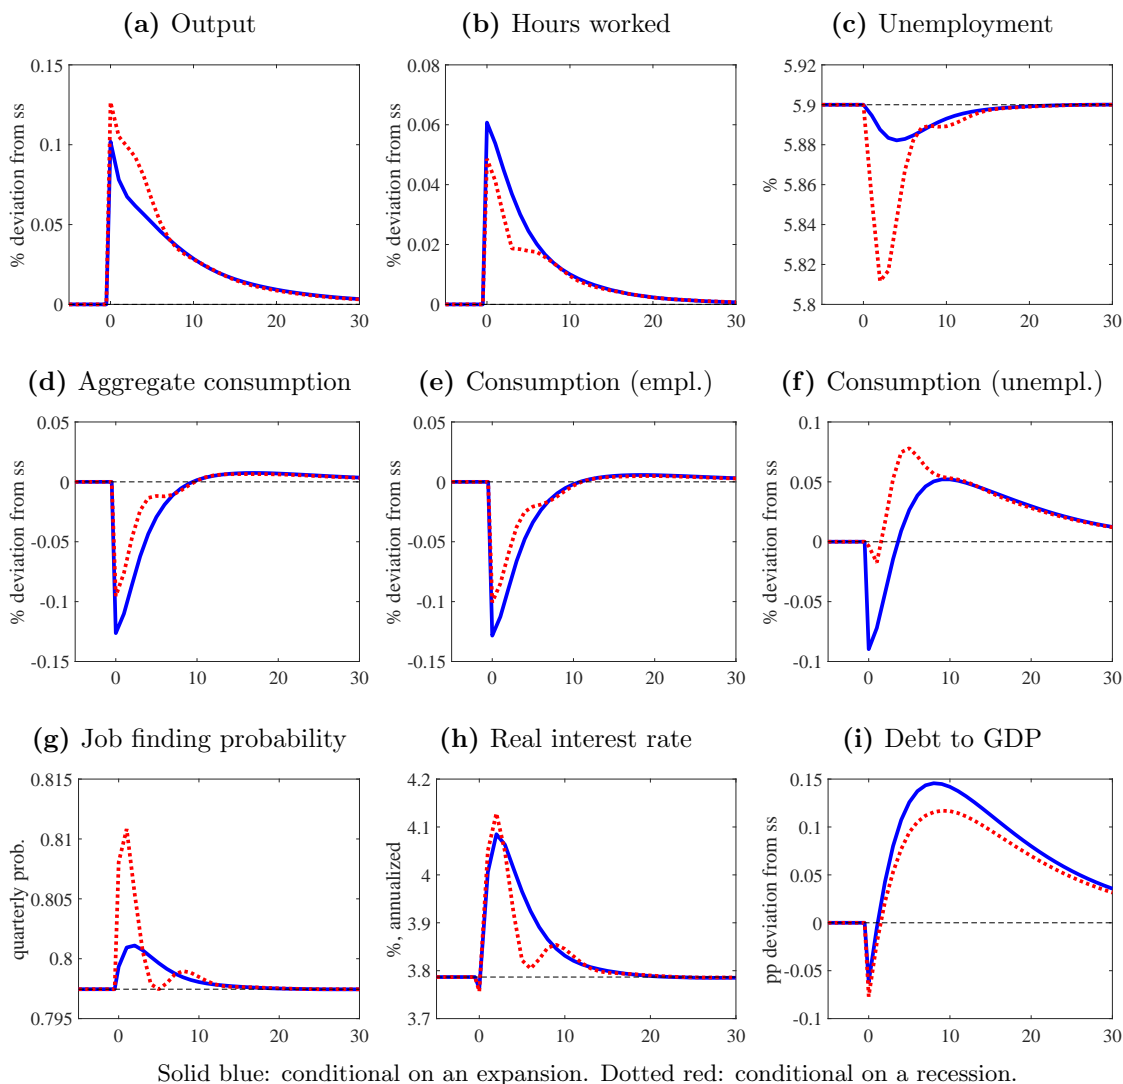 (a) Output
(b) Hours worked
(c) Unemployment
% deviation from ss
0.15
0.1
0.05
0
0 10 20 30
% deviation from ss
0.08
0.06
0.04
0.02
0
0 10 20 30
%
5.92
5.9
5.88
5.86
5.84
5.82
5.8
0 10 20 30
(d) Aggregate consumption
(e) Consumption (empl.)
(f) Consumption (unempl.)
% deviation from ss
0.05
0
-0.05
-0.1
-0.15
0 10 20 30
% deviation from ss
0.05
0
-0.05
-0.1
-0.15
0 10 20 30
% deviation from ss
0.1
0.05
0
-0.05
-0.1
0 10 20 30
(g) Job finding probability
(h) Real interest rate
(i) Debt to GDP
quarterly prob.
0.815
0.81
0.805
0.8
0.795
0 10 20 30
%, annualized
4.2
4.1
4
3.9
3.8
3.7
0 10 20 30
pp deviation from ss
0.15
0.1
0.05
0
-0.05
-0.1
0 10 20 30
Solid blue: conditional on an expansion. Dotted red: conditional on a recession.